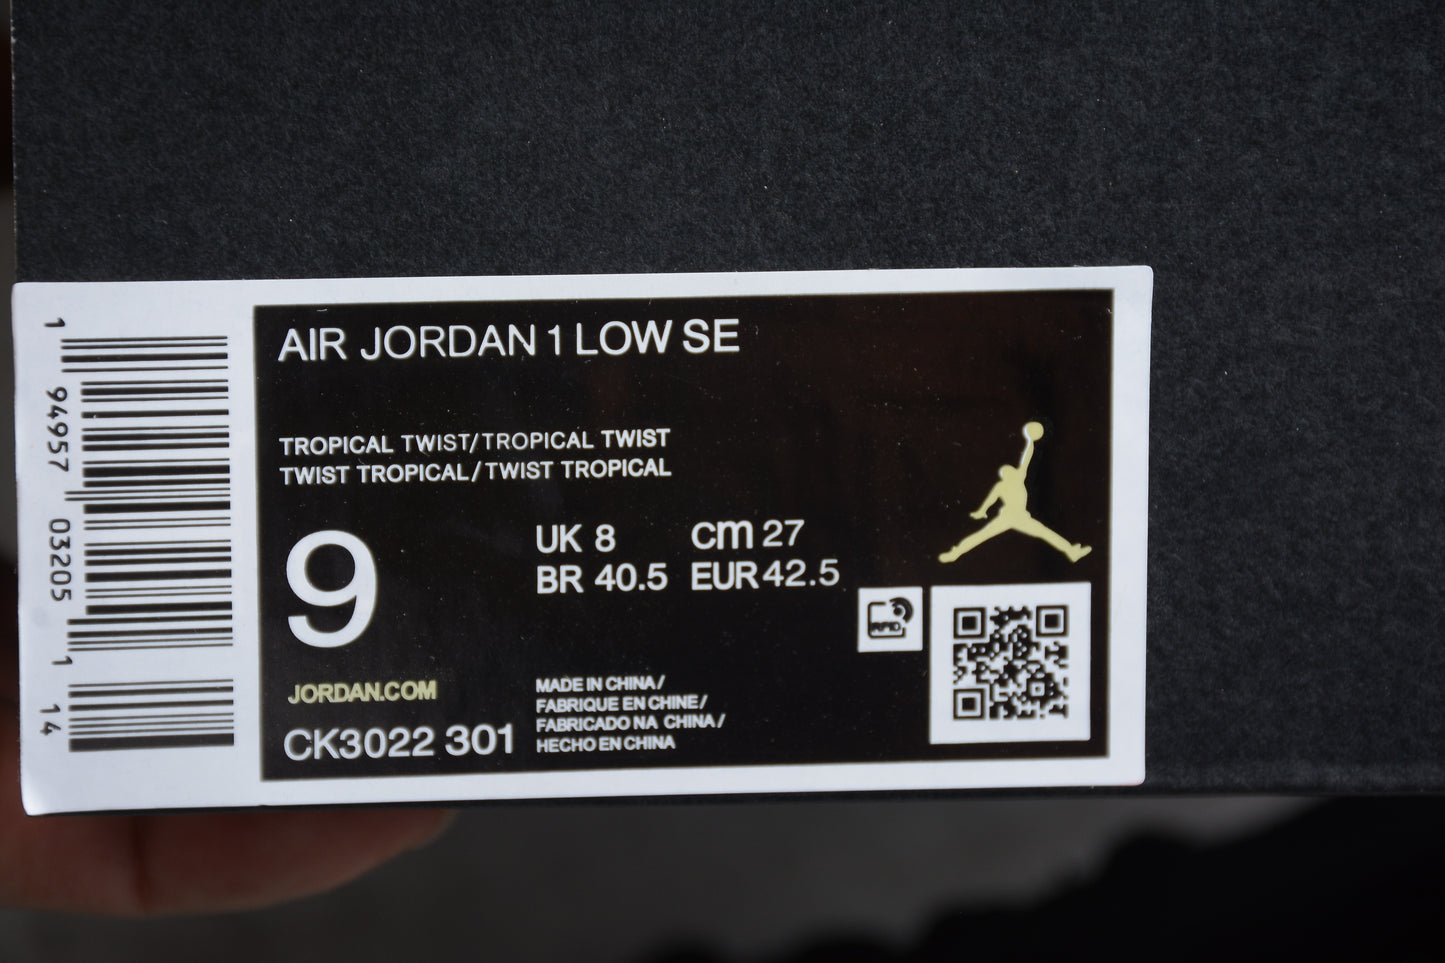 AIR JORDAN 1 LOW SE
TROPICAL TWIST/TROPICAL TWIST
TWIST TROPICAL/TWIST TROPICAL
9
UK 8 cm 27
BR 40.5 EUR 42.5
RFID
JORDAN.COM
CK3022 301
MADE IN CHINA/
FABRIQUE EN CHINE/
FABRICADO NA CHINA/
HECHO EN CHINA
1 94957 03205 1 14